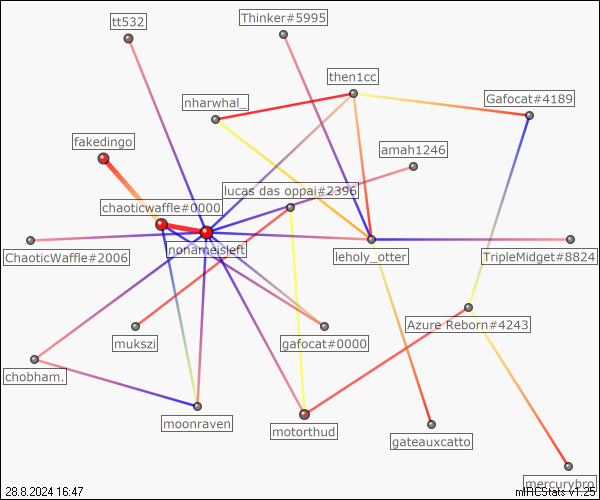 tt532
Thinker#5995
then1cc
nharwhal_
Gafocat#4189
fakedingo
amah1246
lucas das oppai#2396
chaoticwaffle#0000
nonameisleft
ChaoticWaffle#2006
leholy_otter
TripleMidget#8824
Azure Reborn#4243
mukszi
gafocat#0000
chobham.
moonraven
motorthud
gateauxcatto
mercurybro
28.8.2024 16:47
mIRCStats v1.25